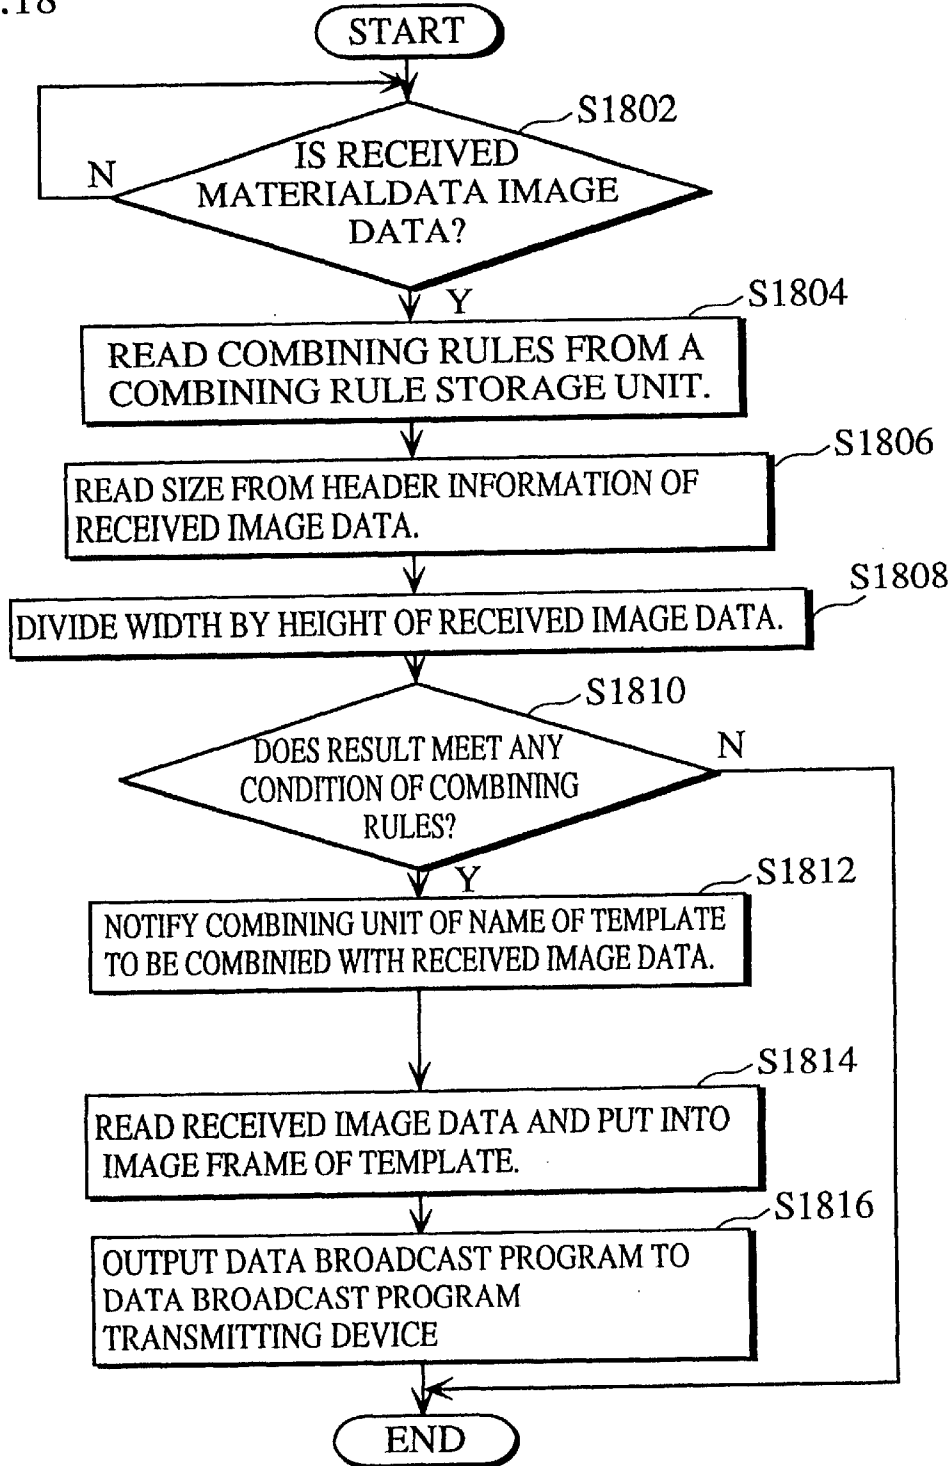 .18
START
S1802
IS RECEIVED
MATERIALDATA IMAGE
DATA?
N
Y
S1804
READ COMBINING RULES FROM A
COMBINING RULE STORAGE UNIT.
S1806
READ SIZE FROM HEADER INFORMATION OF
RECEIVED IMAGE DATA.
S1808
DIVIDE WIDTH BY HEIGHT OF RECEIVED IMAGE DATA.
S1810
DOES RESULT MEET ANY
CONDITION OF COMBINING
RULES?
N
Y
S1812
NOTIFY COMBINING UNIT OF NAME OF TEMPLATE
TO BE COMBINIED WITH RECEIVED IMAGE DATA.
S1814
READ RECEIVED IMAGE DATA AND PUT INTO
IMAGE FRAME OF TEMPLATE.
S1816
OUTPUT DATA BROADCAST PROGRAM TO
DATA BROADCAST PROGRAM
TRANSMITTING DEVICE
END